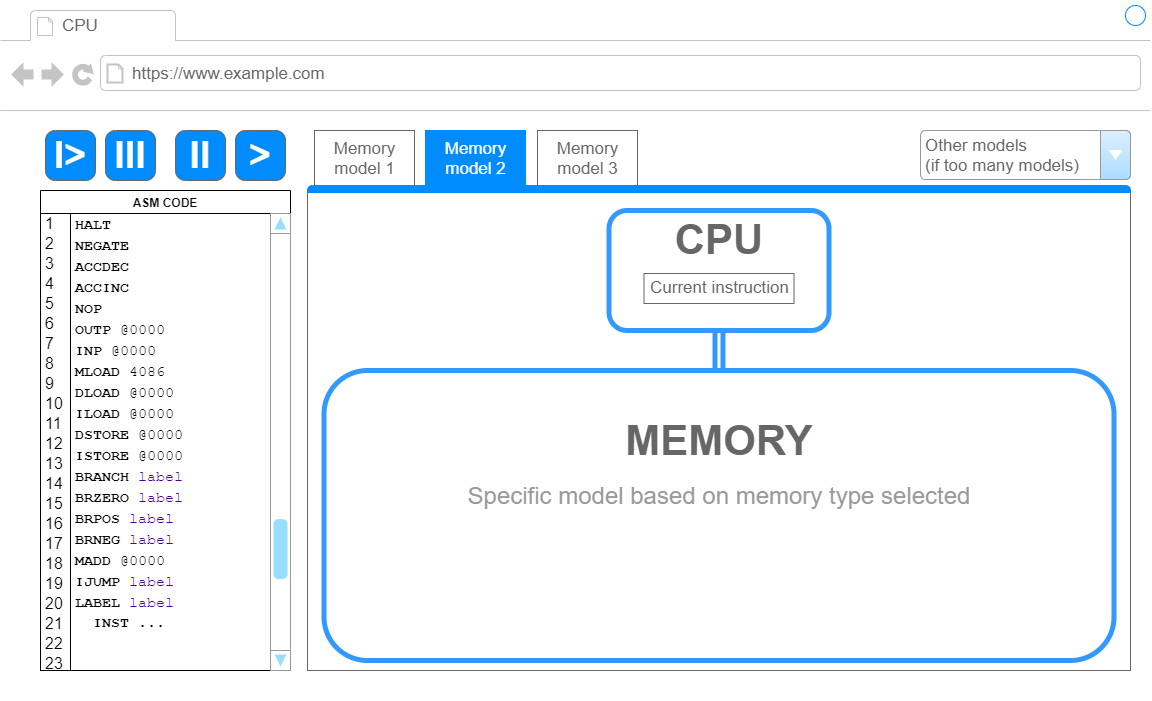 CPU
https://www.example.com
I>
III
II
>
Memory
model 1
Memory
model 2
Memory
model 3
Other models
(if too many models)
ASM CODE
1
2
3
4
5
6
7
8
9
10
11
12
13
14
15
16
17
18
19
20
21
22
23
HALT
NEGATE
ACCDEC
ACCINC
NOP
OUTP @0000
INP @0000
MLOAD 4086
DLOAD @0000
ILOAD @0000
DSTORE @0000
ISTORE @0000
BRANCH label
BRZERO label
BRPOS label
BRNEG label
MADD @0000
IJUMP label
LABEL label
INST ...
CPU
Current instruction
MEMORY
Specific model based on memory type selected